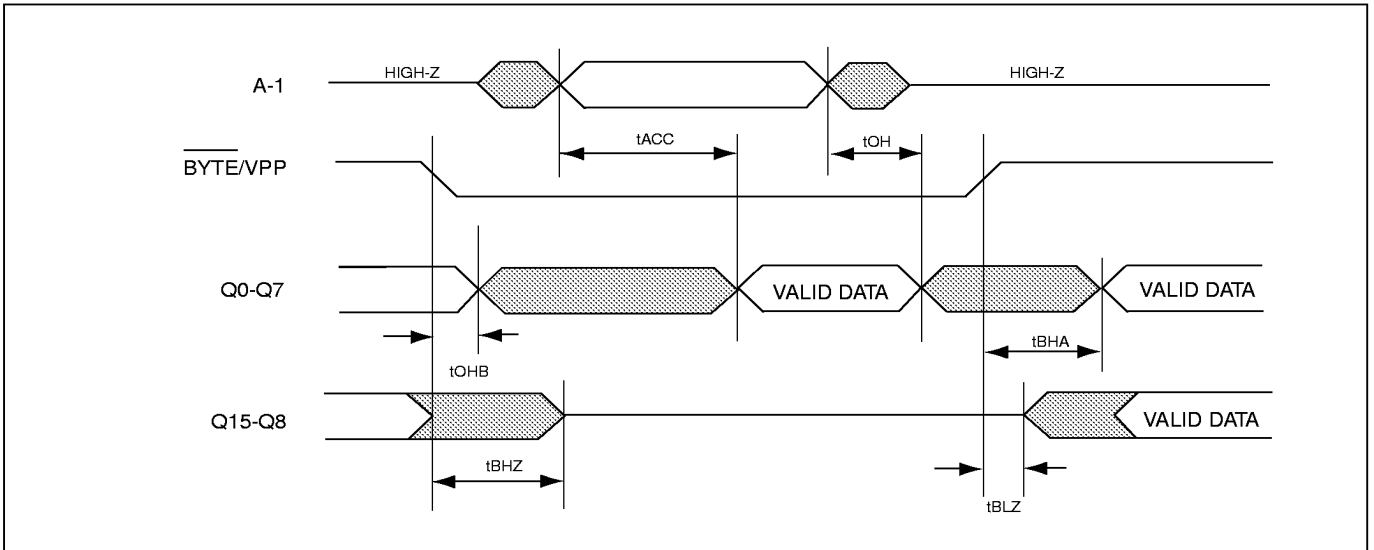 HIGH-Z
HIGH-Z
A-1
tACC
tOH
BYTE/VPP
Q0-Q7
VALID DATA
VALID DATA
tBHA
tOHB
Q15-Q8
VALID DATA
tBHZ
tBLZ